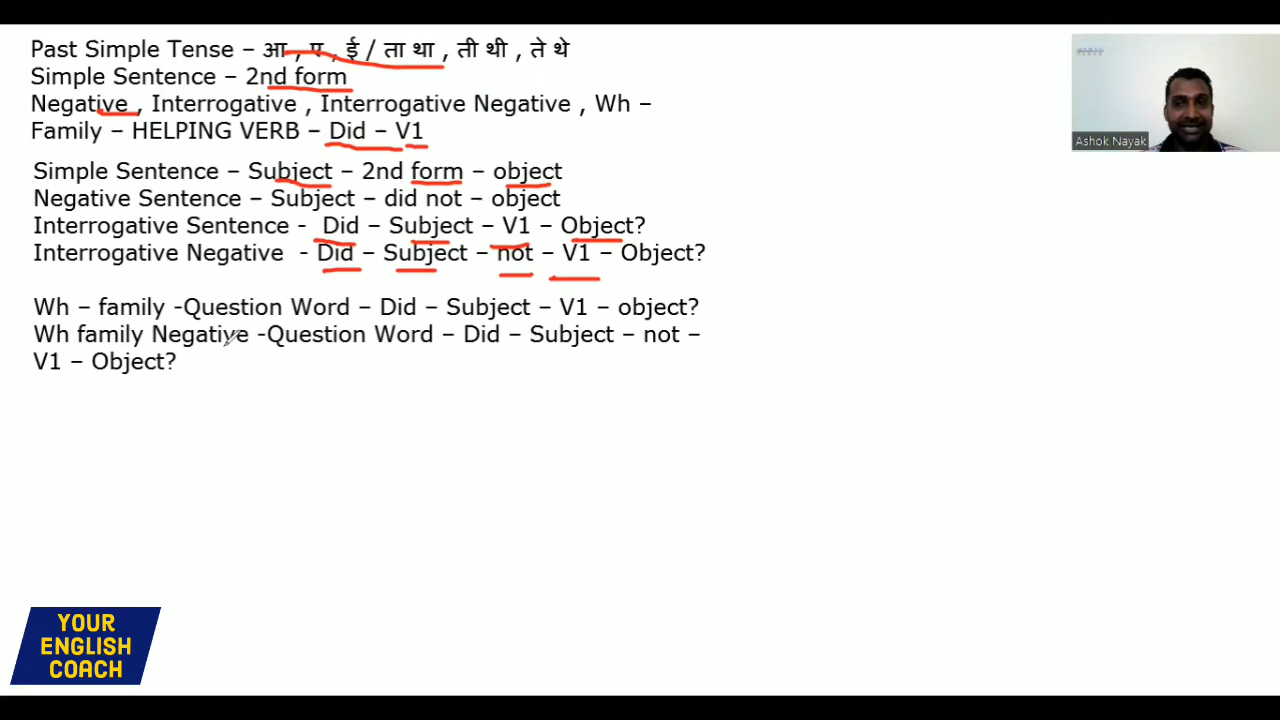 Past Simple Tense – आ , ए , ई / ता था , ती थी , ते थे
Simple Sentence – 2nd form
Negative , Interrogative , Interrogative Negative , Wh –
Family – HELPING VERB – Did – V1
Simple Sentence – Subject – 2nd form – object
Negative Sentence – Subject – did not – object
Interrogative Sentence - Did – Subject – V1 – Object?
Interrogative Negative - Did – Subject – not – V1 – Object?
Wh – family -Question Word – Did – Subject – V1 – object?
Wh family Negative -Question Word – Did – Subject – not –
V1 – Object?
Ashok Nayak
YOUR
ENGLISH
COACH